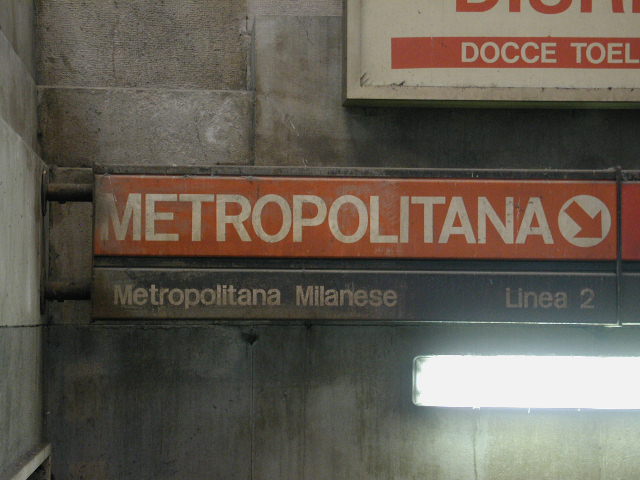 DOCCE TOEL
METROPOLITANA
Metropolitana Milanese Linea 2